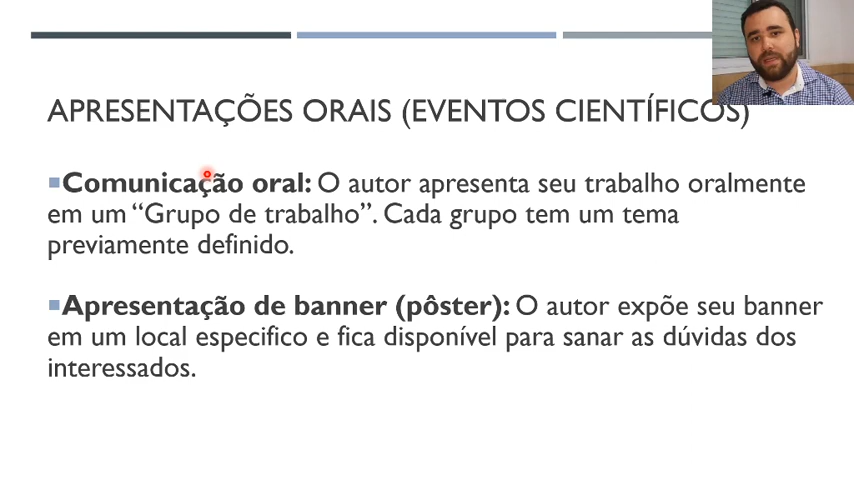 APRESENTAÇÕES ORAIS (EVENTOS CIENTÍFICOS)
Comunicação oral: O autor apresenta seu trabalho oralmente
em um “Grupo de trabalho”. Cada grupo tem um tema
previamente definido.
Apresentação de banner (pôster): O autor expõe seu banner
em um local especifico e fica disponível para sanar as dúvidas dos
interessados.